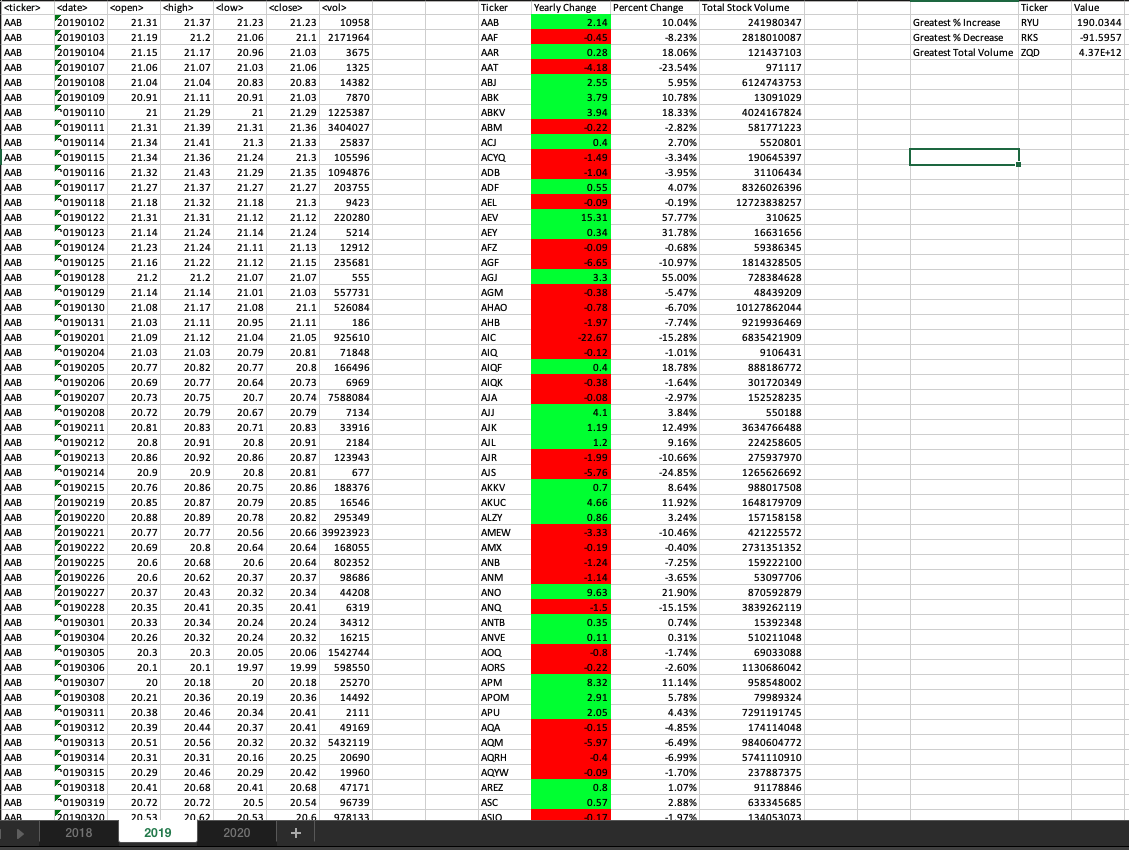 <ticker> <date> <open> <high> <low> <close> <vol> Ticker Yearly Change Percent Change Total Stock Volume Ticker Value
AAB 20190102 21.31 21.37 21.23 21.23 10958 AAB 2.14 10.04% 241980347 Greatest % Increase RYU 190.0344
AAB 20190103 21.19 21.2 21.06 21.1 2171964 AAF -0.45 -8.23% 2818010087 Greatest % Decrease RKS -91.5957
AAB 20190104 21.15 21.17 20.96 21.03 3675 AAR 0.28 18.06% 121437103 Greatest Total Volume ZQD 4.37E+12
AAB 20190107 21.06 21.07 21.03 21.06 1325 AAT -4.18 -23.54% 971117
AAB 20190108 21.04 21.04 20.83 20.83 14382 ABJ 2.55 5.95% 6124743753
AAB 20190109 20.91 21.11 20.91 21.03 7870 ABK 3.79 10.78% 13091029
AAB 20190110 21 21.29 21 21.29 1225387 ABKV 3.94 18.33% 4024167824
AAB 20190111 21.31 21.39 21.31 21.36 3404027 ABM -0.22 -2.82% 581771223
AAB 20190114 21.34 21.41 21.3 21.33 25837 ACJ 0.4 2.70% 5520801
AAB 20190115 21.34 21.36 21.24 21.3 105596 ACYQ -1.49 -3.34% 190645397
AAB 20190116 21.32 21.43 21.29 21.35 1094876 ADB -1.04 -3.95% 31106434
AAB 20190117 21.27 21.37 21.27 21.27 203755 ADF 0.55 4.07% 8326026396
AAB 20190118 21.18 21.32 21.18 21.3 9423 AEL -0.09 -0.19% 12723838257
AAB 20190122 21.31 21.31 21.12 21.12 220280 AEV 15.31 57.77% 310625
AAB 20190123 21.14 21.24 21.14 21.24 5214 AEY 0.34 31.78% 16631656
AAB 20190124 21.23 21.24 21.11 21.13 12912 AFZ -0.09 -0.68% 59386345
AAB 20190125 21.16 21.22 21.12 21.15 235681 AGF -6.65 -10.97% 1814328505
AAB 20190128 21.2 21.2 21.07 21.07 555 AGJ 3.3 55.00% 728384628
AAB 20190129 21.14 21.14 21.01 21.03 557731 AGM -0.38 -5.47% 48439209
AAB 20190130 21.08 21.17 21.08 21.1 526084 AHAO -0.78 -6.70% 10127862044
AAB 20190131 21.03 21.11 20.95 21.11 186 AHB -1.97 -7.74% 9219936469
AAB 20190201 21.09 21.12 21.04 21.05 925610 AIC -22.67 -15.28% 6835421909
AAB 20190204 21.03 21.03 20.79 20.81 71848 AIQ -0.12 -1.01% 9106431
AAB 20190205 20.77 20.82 20.77 20.8 166496 AIQF 0.4 18.78% 888186772
AAB 20190206 20.69 20.77 20.64 20.73 6969 AIQK -0.38 -1.64% 301720349
AAB 20190207 20.73 20.75 20.7 20.74 7588084 AJA -0.08 -2.97% 152528235
AAB 20190208 20.72 20.79 20.67 20.79 7134 AJJ 4.1 3.84% 550188
AAB 20190211 20.81 20.83 20.71 20.83 33916 AJK 1.19 12.49% 3634766488
AAB 20190212 20.8 20.91 20.8 20.91 2184 AJL 1.2 9.16% 224258605
AAB 20190213 20.86 20.92 20.86 20.87 123943 AJR -1.99 -10.66% 275937970
AAB 20190214 20.9 20.9 20.8 20.81 677 AJS -5.76 -24.85% 1265626692
AAB 20190215 20.76 20.86 20.75 20.86 188376 AKKV 0.7 8.64% 988017508
AAB 20190219 20.85 20.87 20.79 20.85 16546 AKUC 4.66 11.92% 1648179709
AAB 20190220 20.88 20.89 20.78 20.82 295349 ALZY 0.86 3.24% 157158158
AAB 20190221 20.77 20.77 20.56 20.66 39923923 AMEW -3.33 -10.46% 421225572
AAB 20190222 20.69 20.8 20.64 20.64 168055 AMX -0.19 -0.40% 2731351352
AAB 20190225 20.6 20.68 20.6 20.64 802352 ANB -1.24 -7.25% 159222100
AAB 20190226 20.6 20.62 20.37 20.37 98686 ANM -1.14 -3.65% 53097706
AAB 20190227 20.37 20.43 20.32 20.34 44208 ANO 9.63 21.90% 870592879
AAB 20190228 20.35 20.41 20.35 20.41 6319 ANQ -1.5 -15.15% 3839262119
AAB 20190301 20.33 20.34 20.24 20.24 34312 ANTB 0.35 0.74% 15392348
AAB 20190304 20.26 20.32 20.24 20.32 16215 ANVE 0.11 0.31% 510211048
AAB 20190305 20.3 20.3 20.05 20.06 1542744 AOQ -0.8 -1.74% 69033088
AAB 20190306 20.1 20.1 19.97 19.99 598550 AORS -0.22 -2.60% 1130686042
AAB 20190307 20 20.18 20 20.18 25270 APM 8.32 11.14% 958548002
AAB 20190308 20.21 20.36 20.19 20.36 14492 APOM 2.91 5.78% 79989324
AAB 20190311 20.38 20.46 20.34 20.41 2111 APU 2.05 4.43% 7291191745
AAB 20190312 20.39 20.44 20.37 20.41 49169 AQA -0.15 -4.85% 174114048
AAB 20190313 20.51 20.56 20.32 20.32 5432119 AQM -5.97 -6.49% 9840604772
AAB 20190314 20.31 20.31 20.16 20.25 20690 AQRH -0.4 -6.99% 5741110910
AAB 20190315 20.29 20.46 20.29 20.42 19960 AQYW -0.09 -1.70% 237887375
AAB 20190318 20.41 20.68 20.41 20.68 47171 AREZ 0.8 1.07% 91178846
AAB 20190319 20.72 20.72 20.5 20.54 96739 ASC 0.57 2.88% 633345685
AAB 20190320 20.53 20.62 20.53 20.6 978133 ASIO -0.17 -1.97% 134053073
2018 2019 2020 +